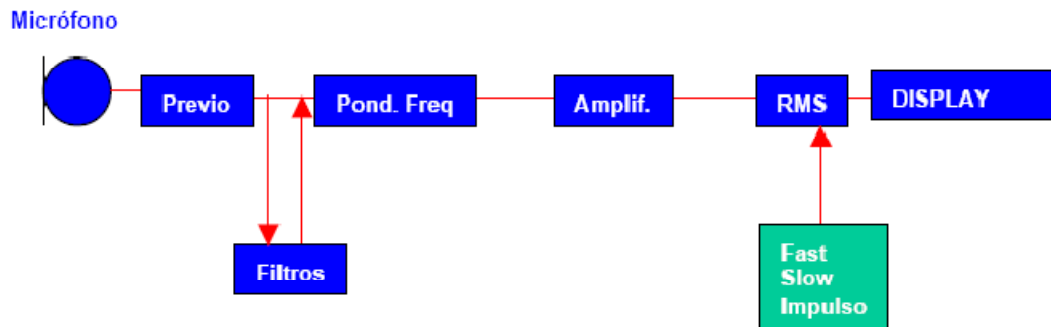 Micrófono
Previo
Pond. Freq
Amplif.
RMS
DISPLAY
Filtros
Fast
Slow
Impulso